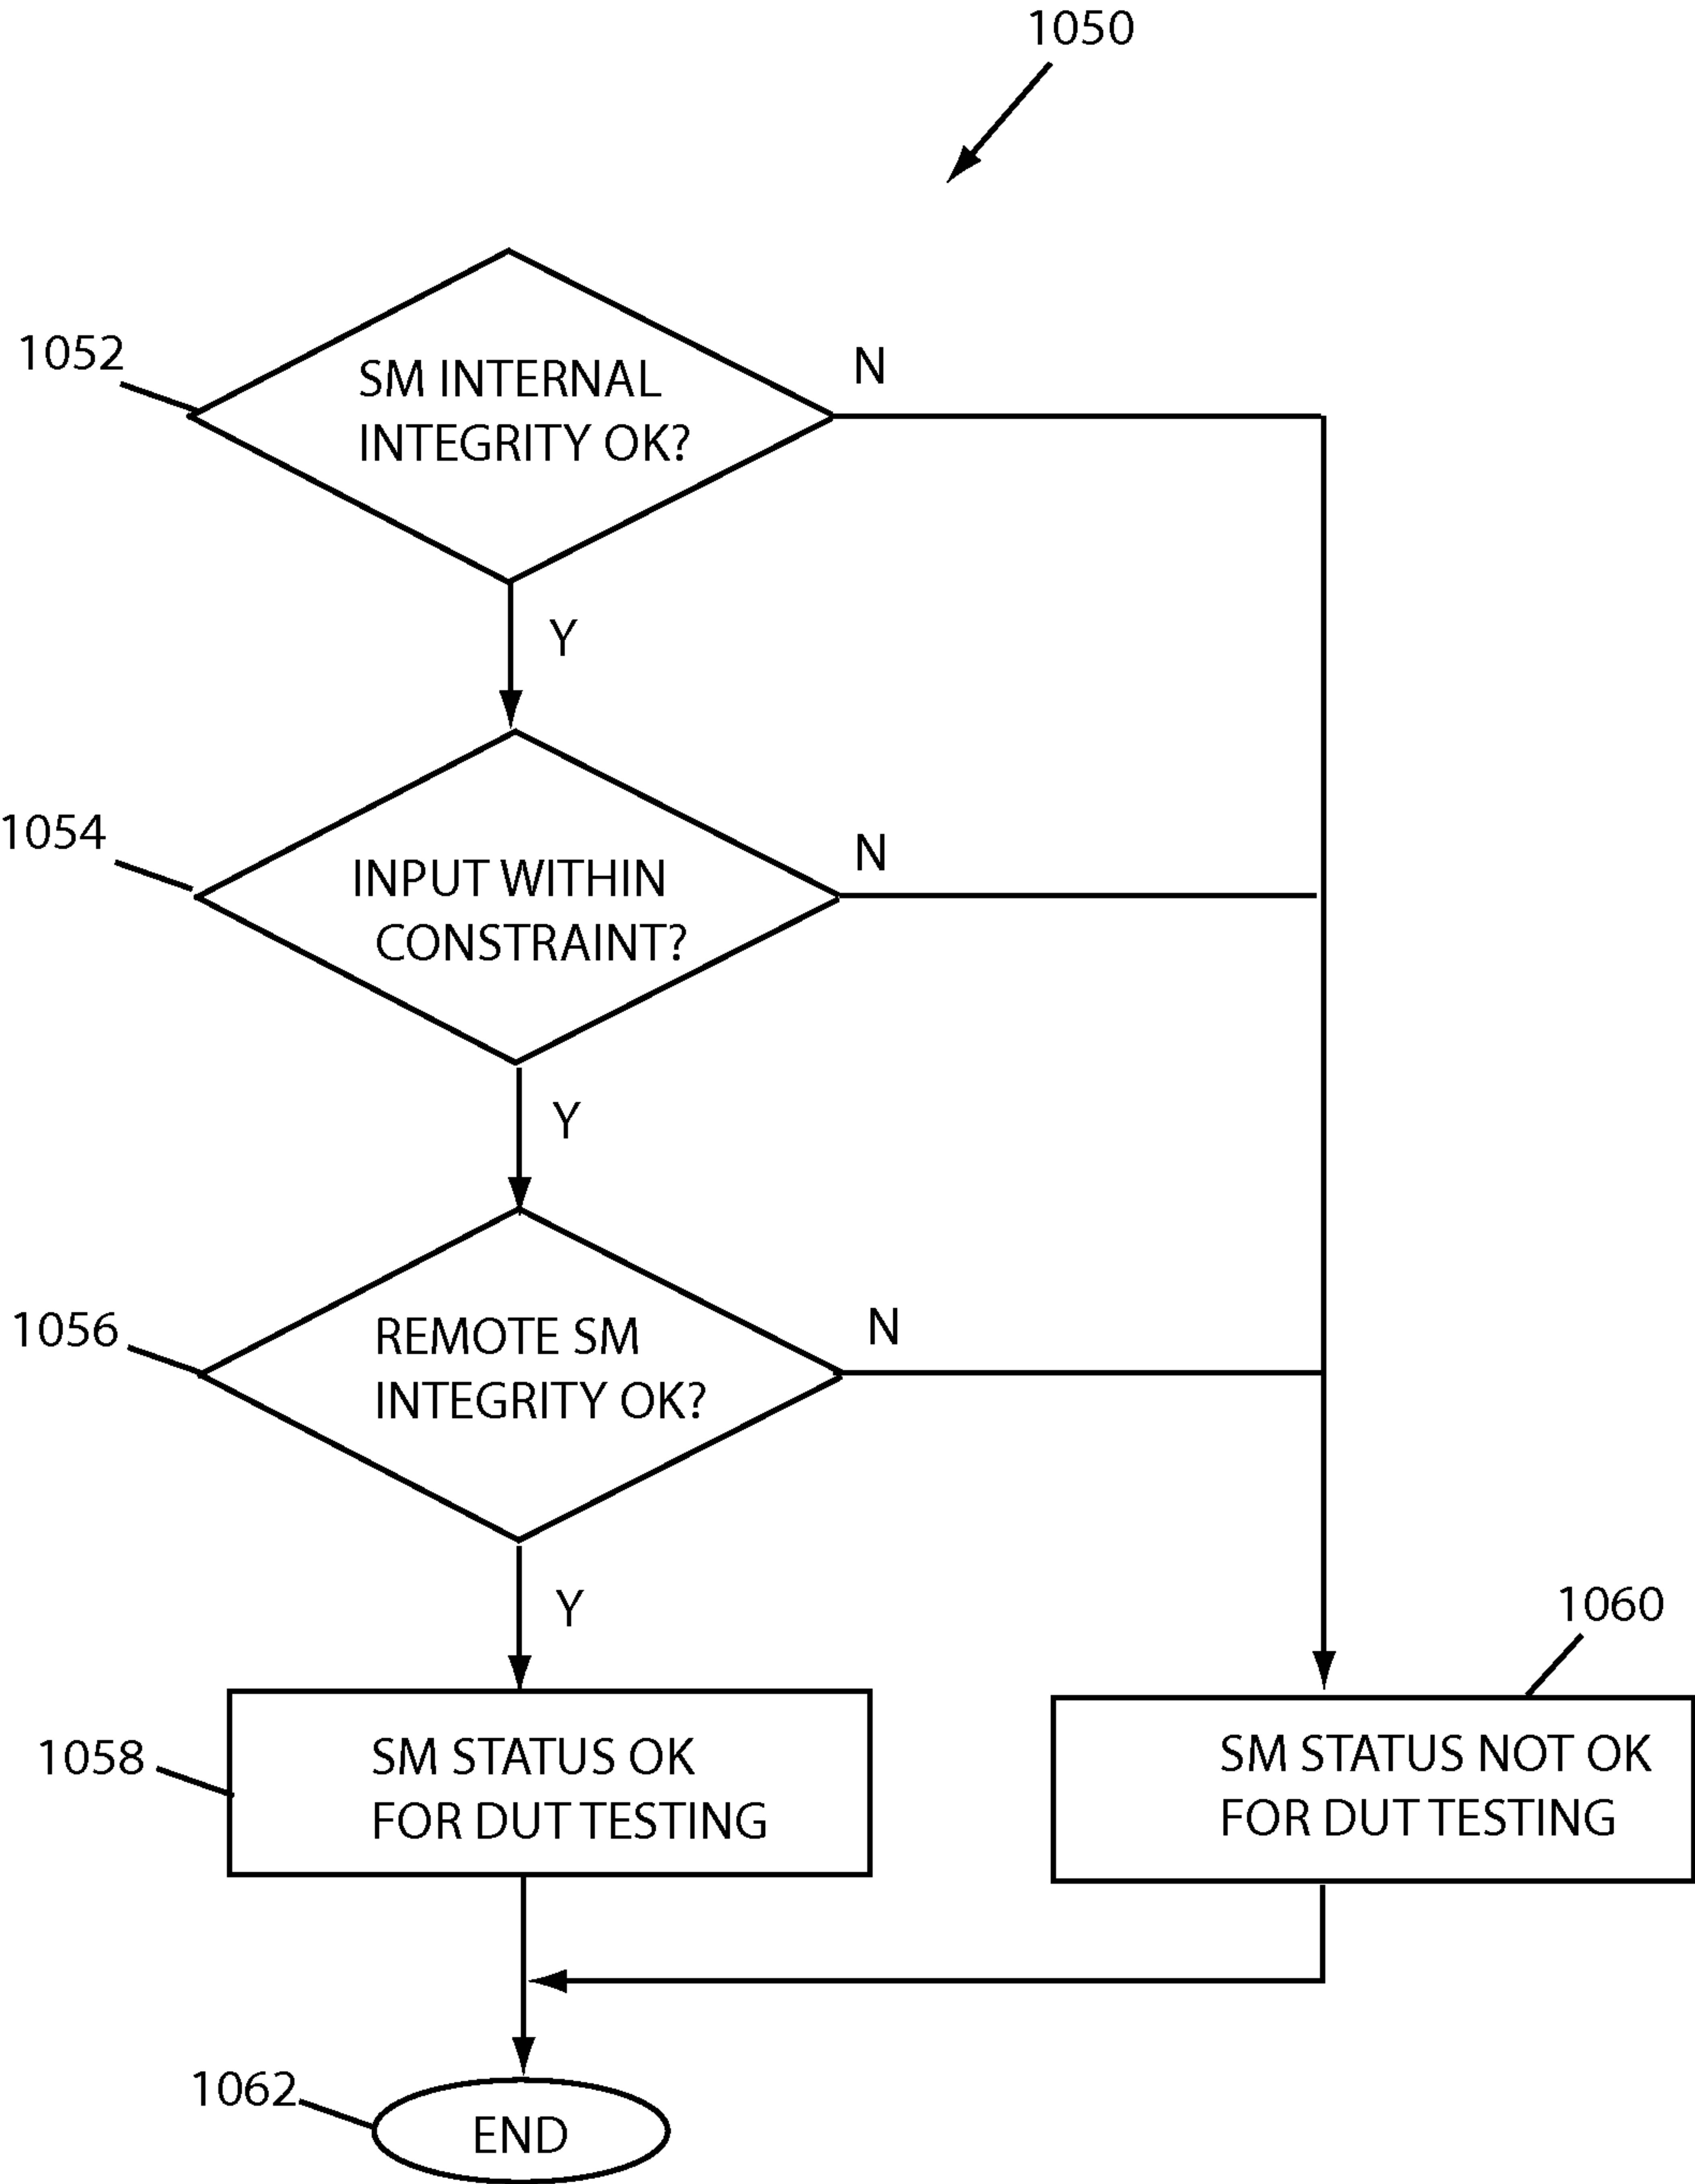 1050
1052
SM INTERNAL
INTEGRITY OK?
N
Y
1054
INPUT WITHIN
CONSTRAINT?
N
Y
1056
REMOTE SM
INTEGRITY OK?
N
Y
1058
SM STATUS OK
FOR DUT TESTING
1060
SM STATUS NOT OK
FOR DUT TESTING
1062
END